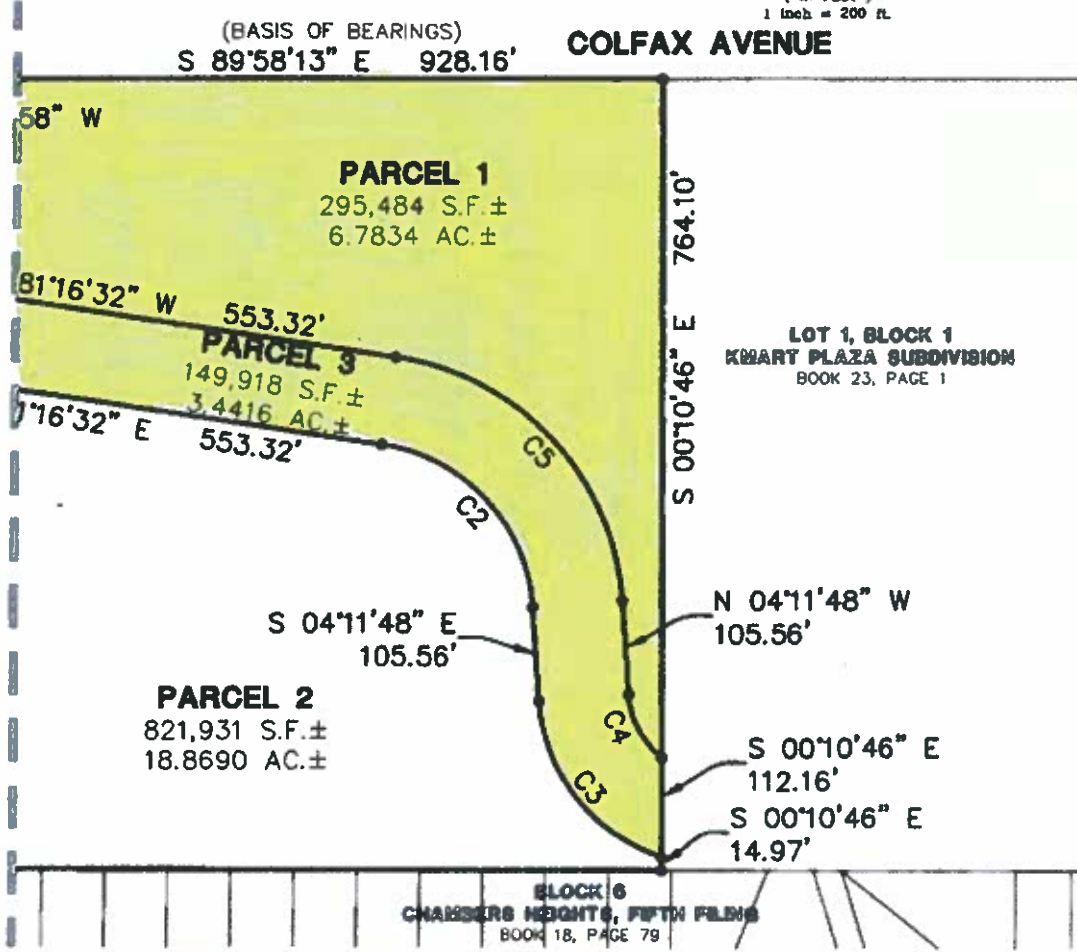 1 inch = 200 ft.
(BASIS OF BEARINGS)
COLFAX AVENUE
S 89°58'13" E 928.16'
58" W
PARCEL 1
295,484 S.F.±
6.7834 AC.±
764.10'
S 00°10'46" E
81°16'32" W 553.32'
PARCEL 3
149,918 S.F.±
3.4416 AC.±
1°16'32" E 553.32'
LOT 1, BLOCK 1
KMART PLAZA SUBDIVISION
BOOK 23, PAGE 1
C5
C2
S 04°11'48" E
105.56'
N 04°11'48" W
105.56'
PARCEL 2
821,931 S.F.±
18.8690 AC.±
C4
C3
S 00°10'46" E
112.16'
S 00°10'46" E
14.97'
BLOCK 6
CHAMBERS HEIGHTS, FIFTH FILING
BOOK 18, PAGE 79